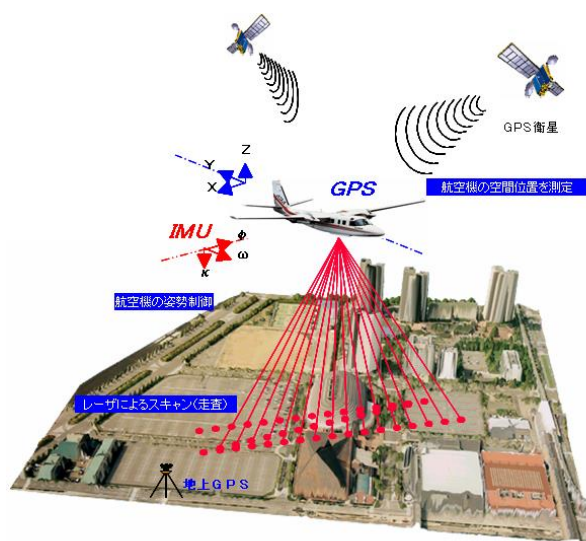 GPS衛星
Z
Y
X
GPS
航空機の空間位置を測定
IMU
φ
ω
κ
航空機の姿勢制御
レーザによるスキャン(走査)
地上GPS